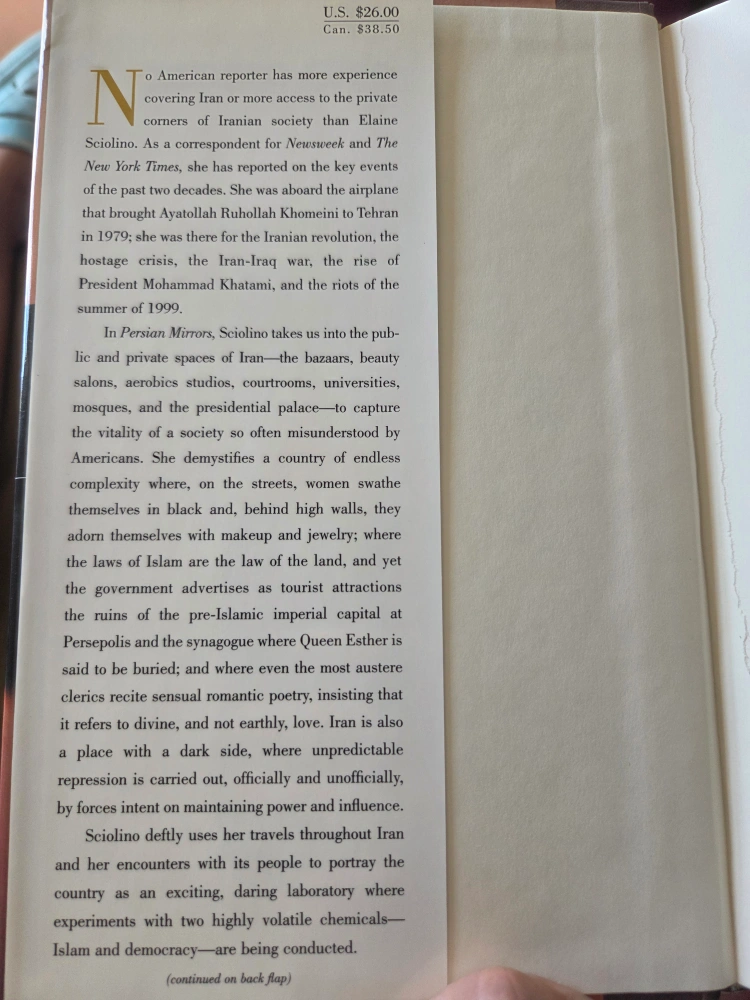 U.S. $26.00
Can. $38.50
No American reporter has more experience
covering Iran or more access to the private
corners of Iranian society than Elaine
Sciolino. As a correspondent for Newsweek and The
New York Times, she has reported on the key events
of the past two decades. She was aboard the airplane
that brought Ayatollah Ruhollah Khomeini to Tehran
in 1979; she was there for the Iranian revolution, the
hostage crisis, the Iran-Iraq war, the rise of
President Mohammad Khatami, and the riots of the
summer of 1999.
In Persian Mirrors, Sciolino takes us into the pub-
lic and private spaces of Iran—the bazaars, beauty
salons, aerobics studios, courtrooms, universities,
mosques, and the presidential palace—to capture
the vitality of a society so often misunderstood by
Americans. She demystifies a country of endless
complexity where, on the streets, women swathe
themselves in black and, behind high walls, they
adorn themselves with makeup and jewelry; where
the laws of Islam are the law of the land, and yet
the government advertises as tourist attractions
the ruins of the pre-Islamic imperial capital at
Persepolis and the synagogue where Queen Esther is
said to be buried; and where even the most austere
clerics recite sensual romantic poetry, insisting that
it refers to divine, and not earthly, love. Iran is also
a place with a dark side, where unpredictable
repression is carried out, officially and unofficially,
by forces intent on maintaining power and influence.
Sciolino deftly uses her travels throughout Iran
and her encounters with its people to portray the
country as an exciting, daring laboratory where
experiments with two highly volatile chemicals—
Islam and democracy—are being conducted.
(continued on back flap)